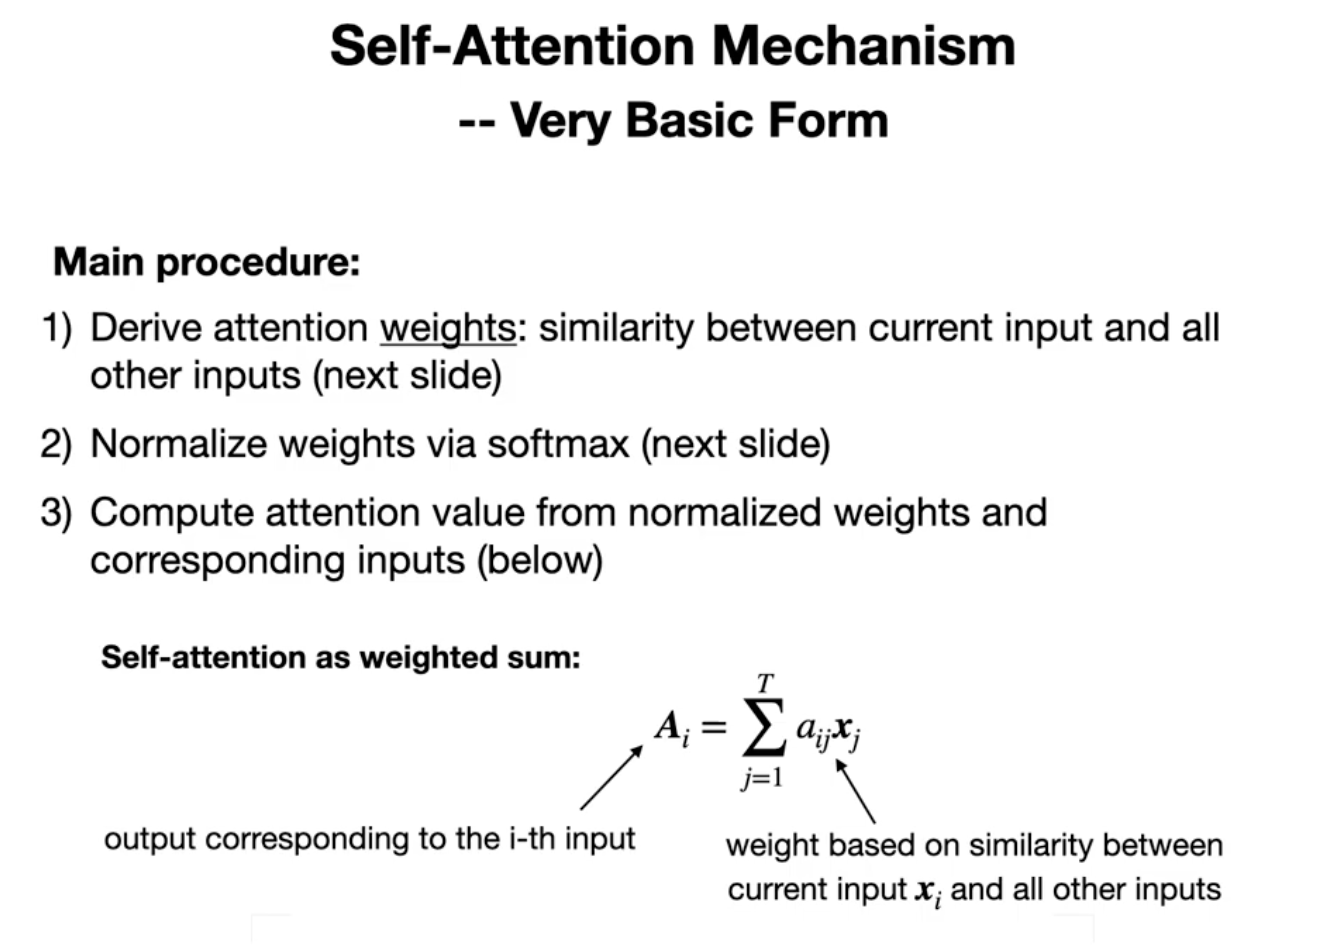 Self-Attention Mechanism
-- Very Basic Form
Main procedure:
1) Derive attention weights: similarity between current input and all
other inputs (next slide)
2) Normalize weights via softmax (next slide)
3) Compute attention value from normalized weights and
corresponding inputs (below)
Self-attention as weighted sum:
A_i = \sum_{j=1}^{T} a_{ij} x_j
output corresponding to the i-th input
weight based on similarity between
current input x_i and all other inputs